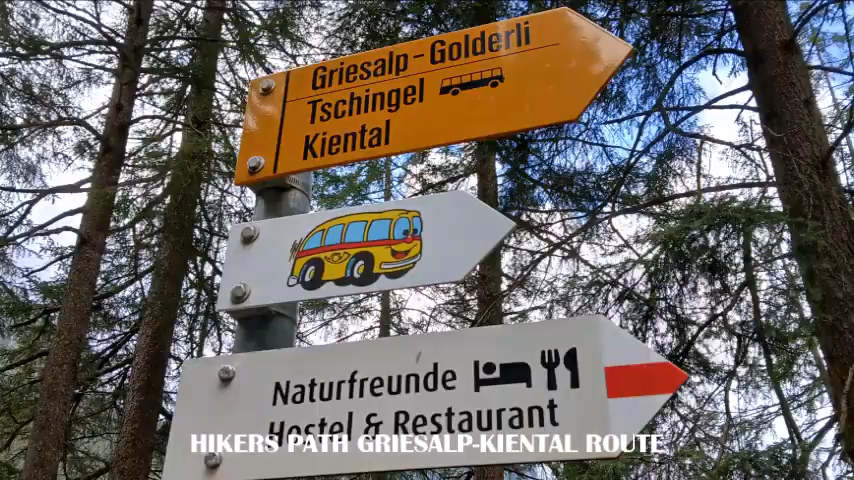 Griesalp - Golderli
Tschingel
Kiental
Naturfreunde
Hostel & Restaurant
HIKERS PATH GRIESALP-KIENTAL ROUTE